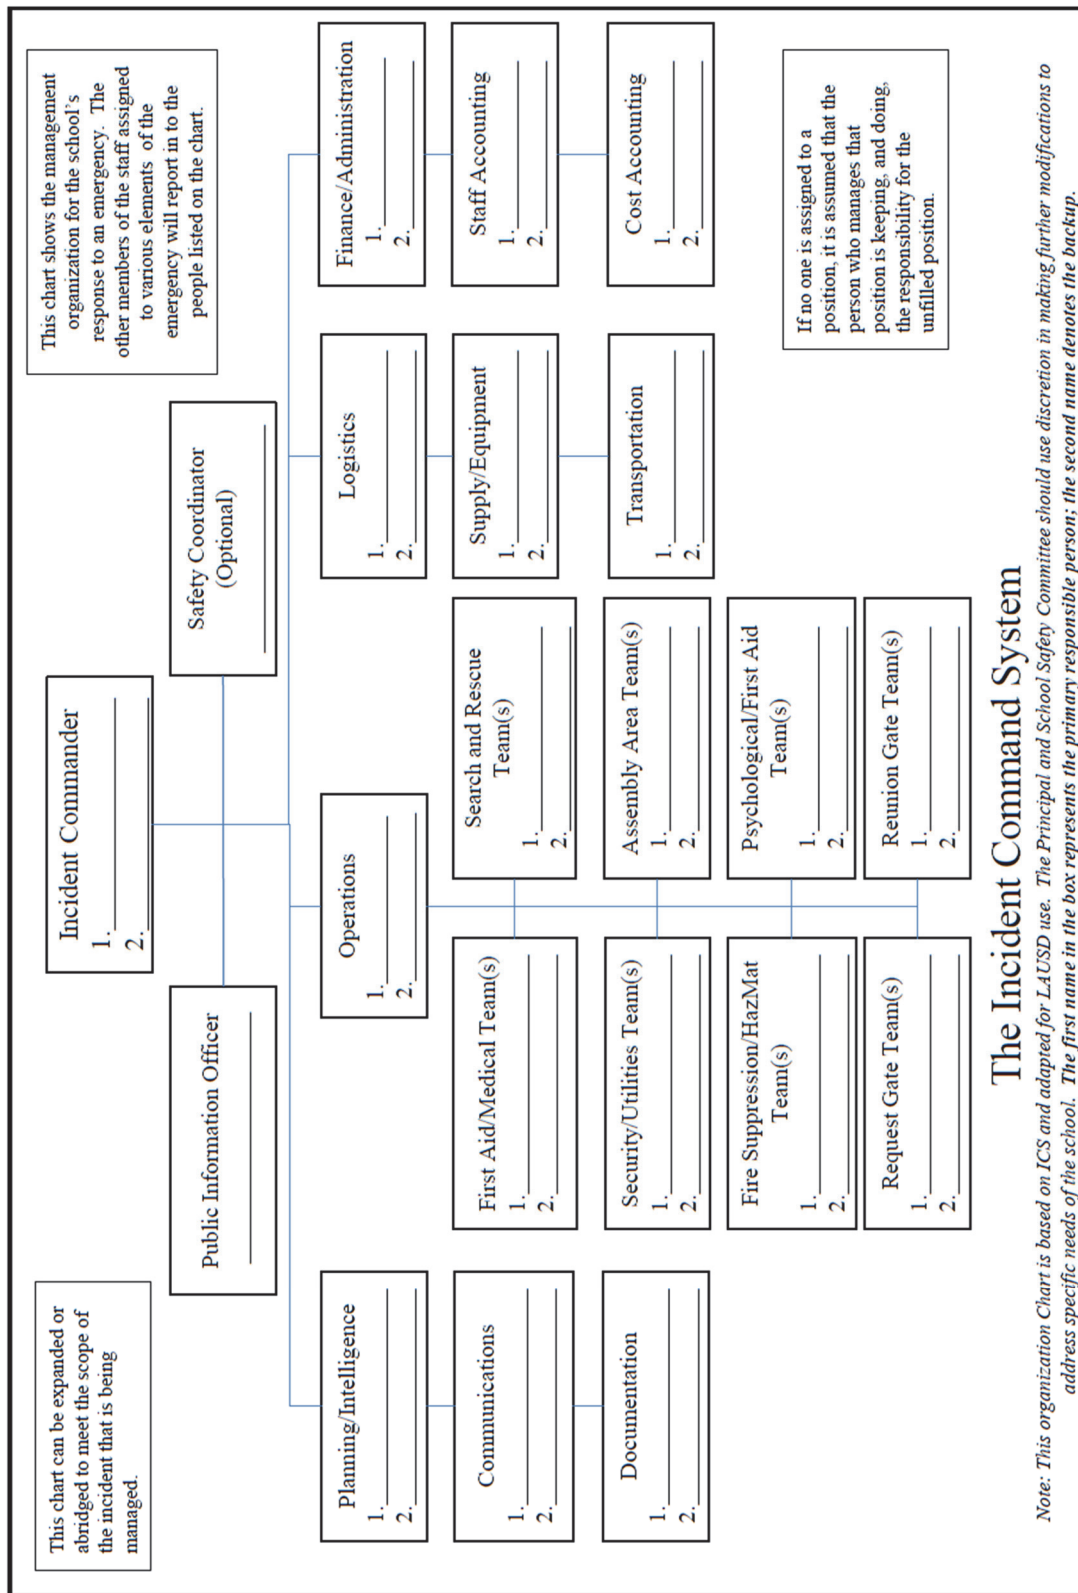 This chart can be expanded or
abridged to meet the scope of
the incident that is being
managed.
Incident Commander
1.
2.
This chart shows the management
organization for the school's
response to an emergency. The
other members of the staff assigned
to various elements of the
emergency will report in to the
people listed on the chart.
Public Information Officer
Safety Coordinator
(Optional)
Planning/Intelligence
1.
2.
Operations
1.
2.
Logistics
1.
2.
Finance/Administration
1.
2.
Communications
1.
2.
First Aid/Medical Team(s)
1.
2.
Search and Rescue
Team(s)
1.
2.
Supply/Equipment
1.
2.
Staff Accounting
1.
2.
Documentation
1.
2.
Security/Utilities Team(s)
1.
2.
Assembly Area Team(s)
1.
2.
Transportation
1.
2.
Cost Accounting
1.
2.
Fire Suppression/HazMat
Team(s)
1.
2.
Psychological/First Aid
Team(s)
1.
2.
Request Gate Team(s)
1.
2.
Reunion Gate Team(s)
1.
2.
If no one is assigned to a
position, it is assumed that the
person who manages that
position is keeping, and doing,
the responsibility for the
unfilled position.
The Incident Command System
Note: This organization Chart is based on ICS and adapted for LAUSD use. The Principal and School Safety Committee should use discretion in making further modifications to
address specific needs of the school. The first name in the box represents the primary responsible person; the second name denotes the backup.